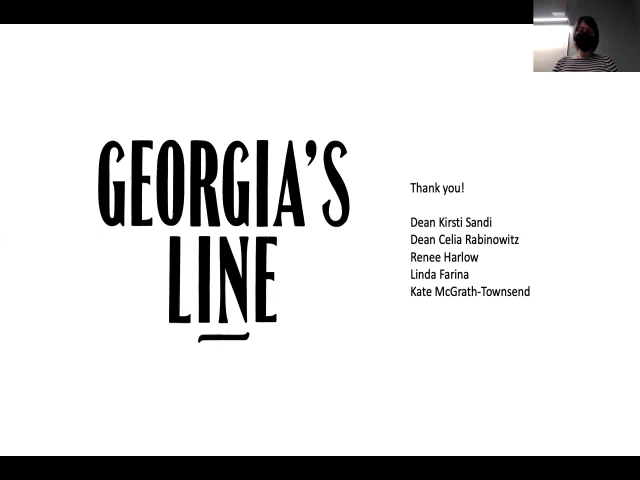 GEORGIA'S
LINE
Thank you!
Dean Kirsti Sandi
Dean Celia Rabinowitz
Renee Harlow
Linda Farina
Kate McGrath-Townsend